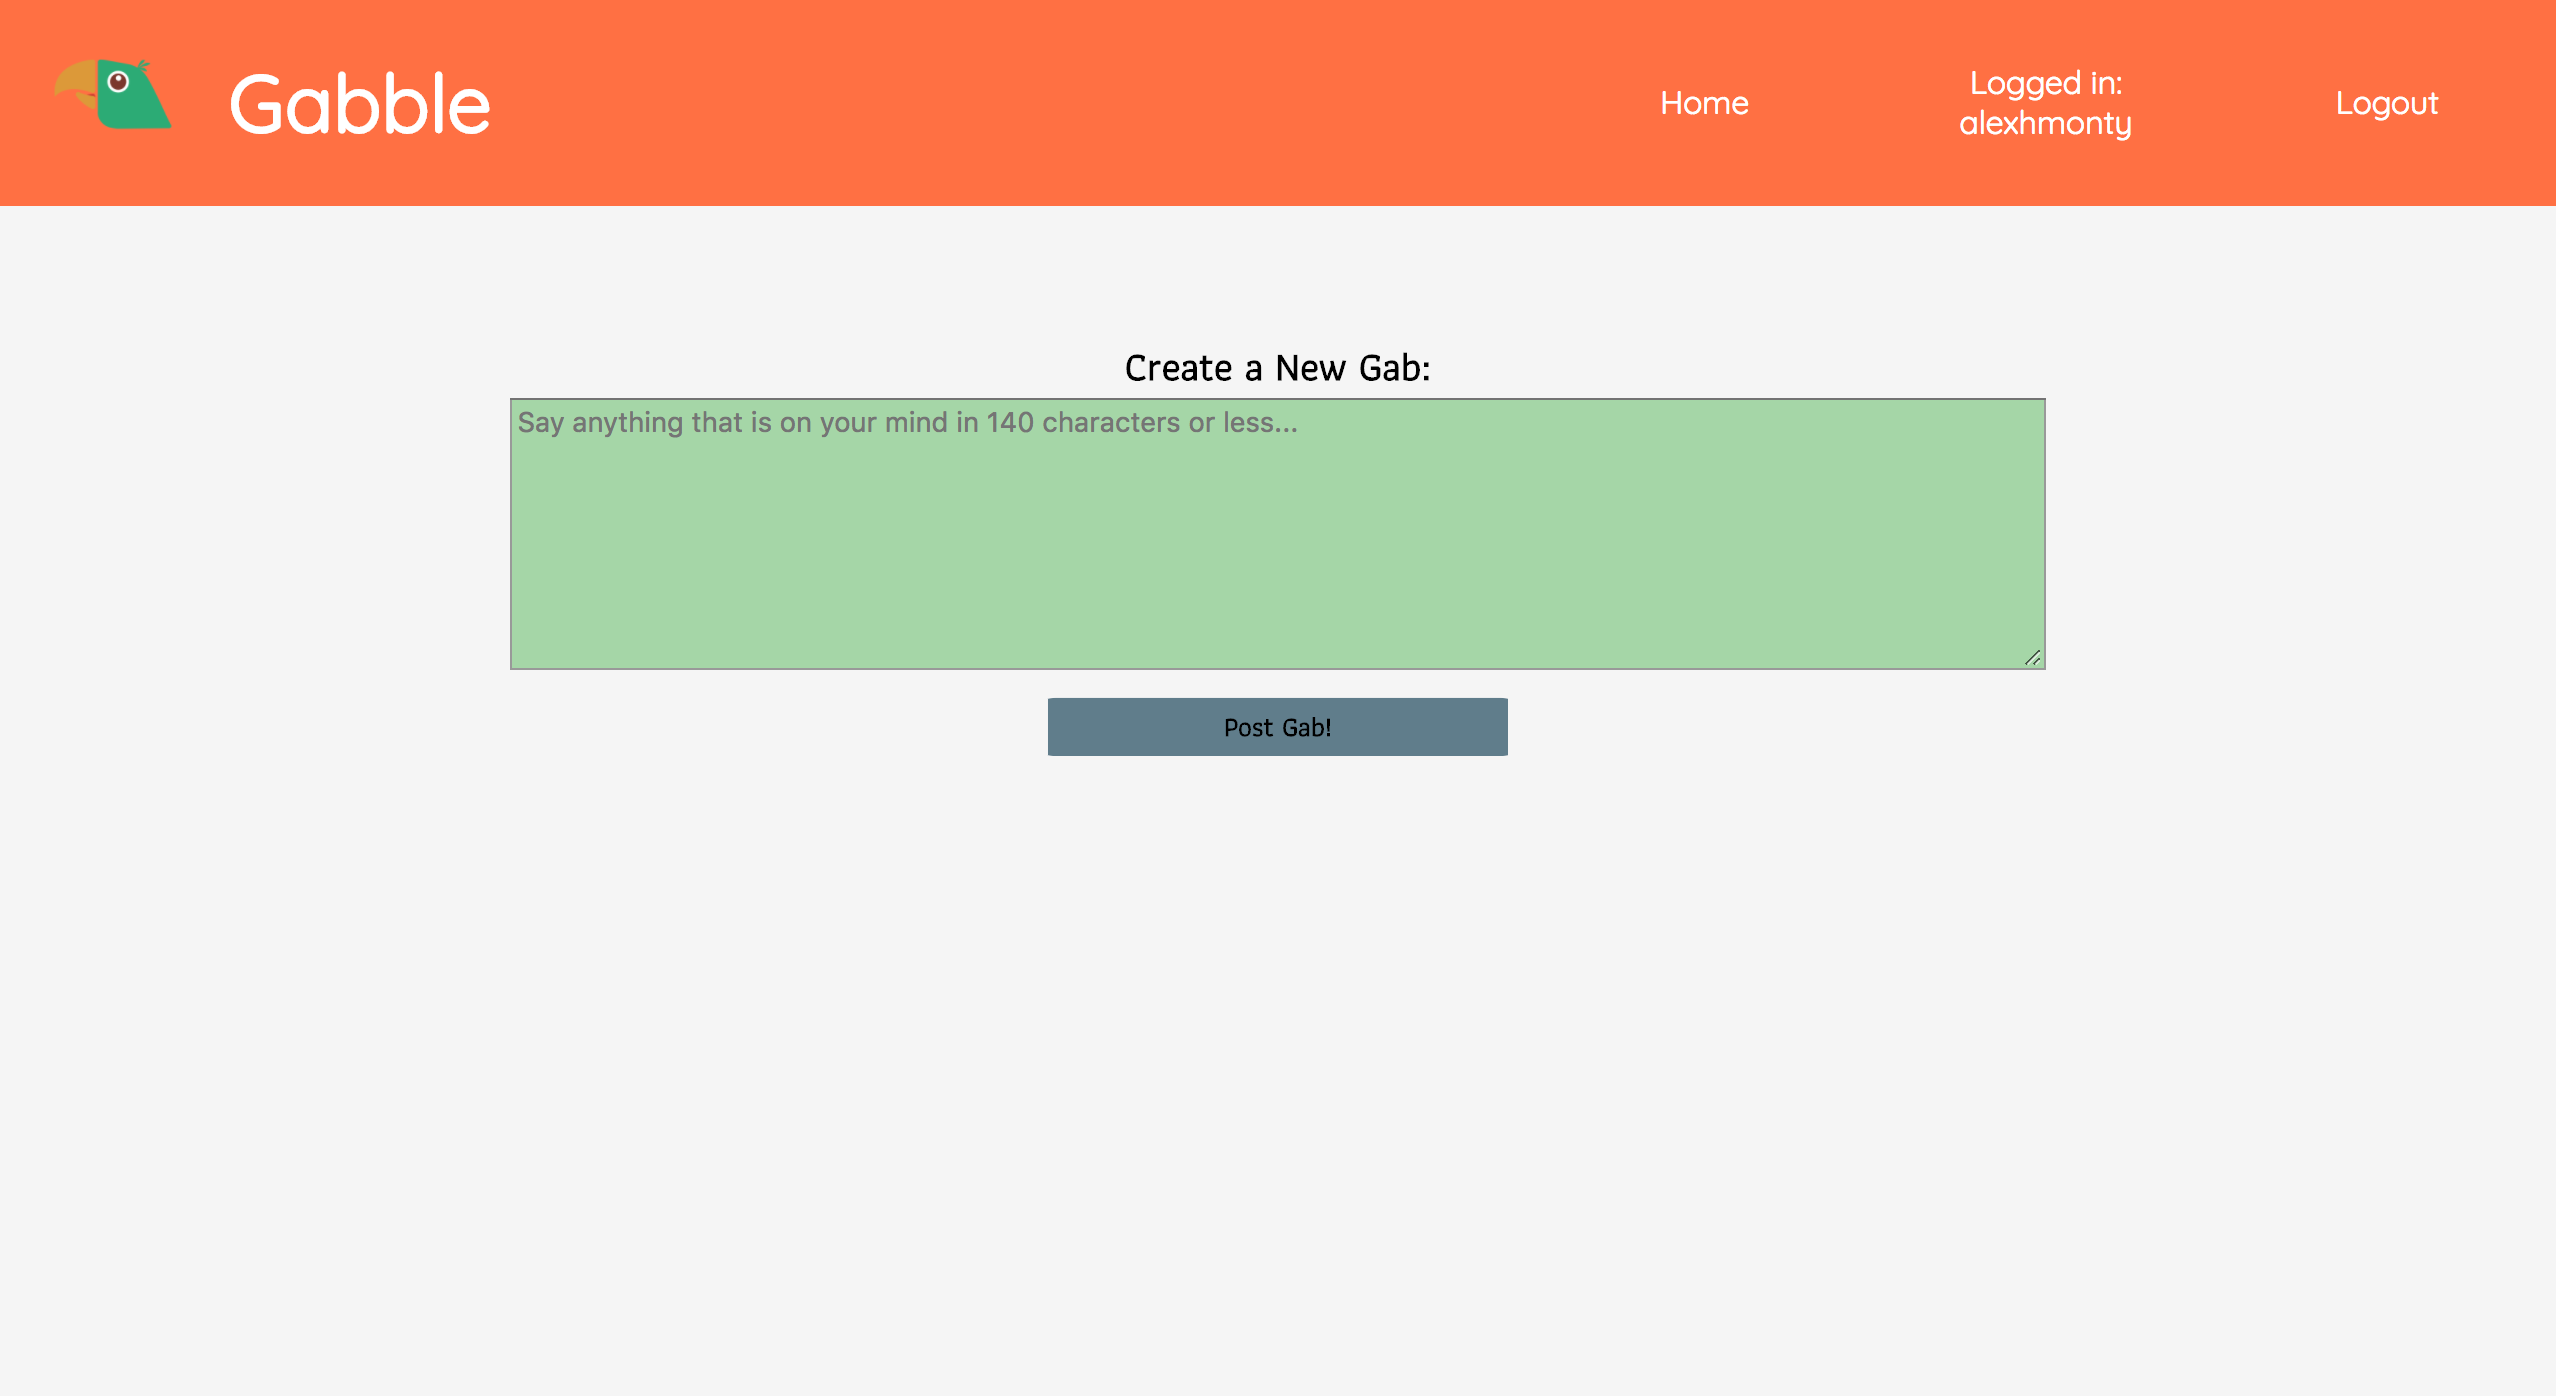 Gabble
Home
Logged in:
alexhmonty
Logout
Create a New Gab:
Say anything that is on your mind in 140 characters or less...
Post Gab!